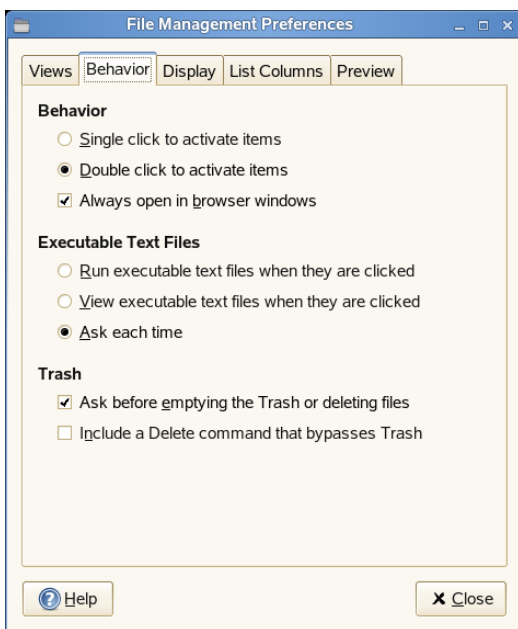 File Management Preferences
Views Behavior Display List Columns Preview
Behavior
Single click to activate items
Double click to activate items
Always open in browser windows
Executable Text Files
Run executable text files when they are clicked
View executable text files when they are clicked
Ask each time
Trash
Ask before emptying the Trash or deleting files
Include a Delete command that bypasses Trash
Help Close